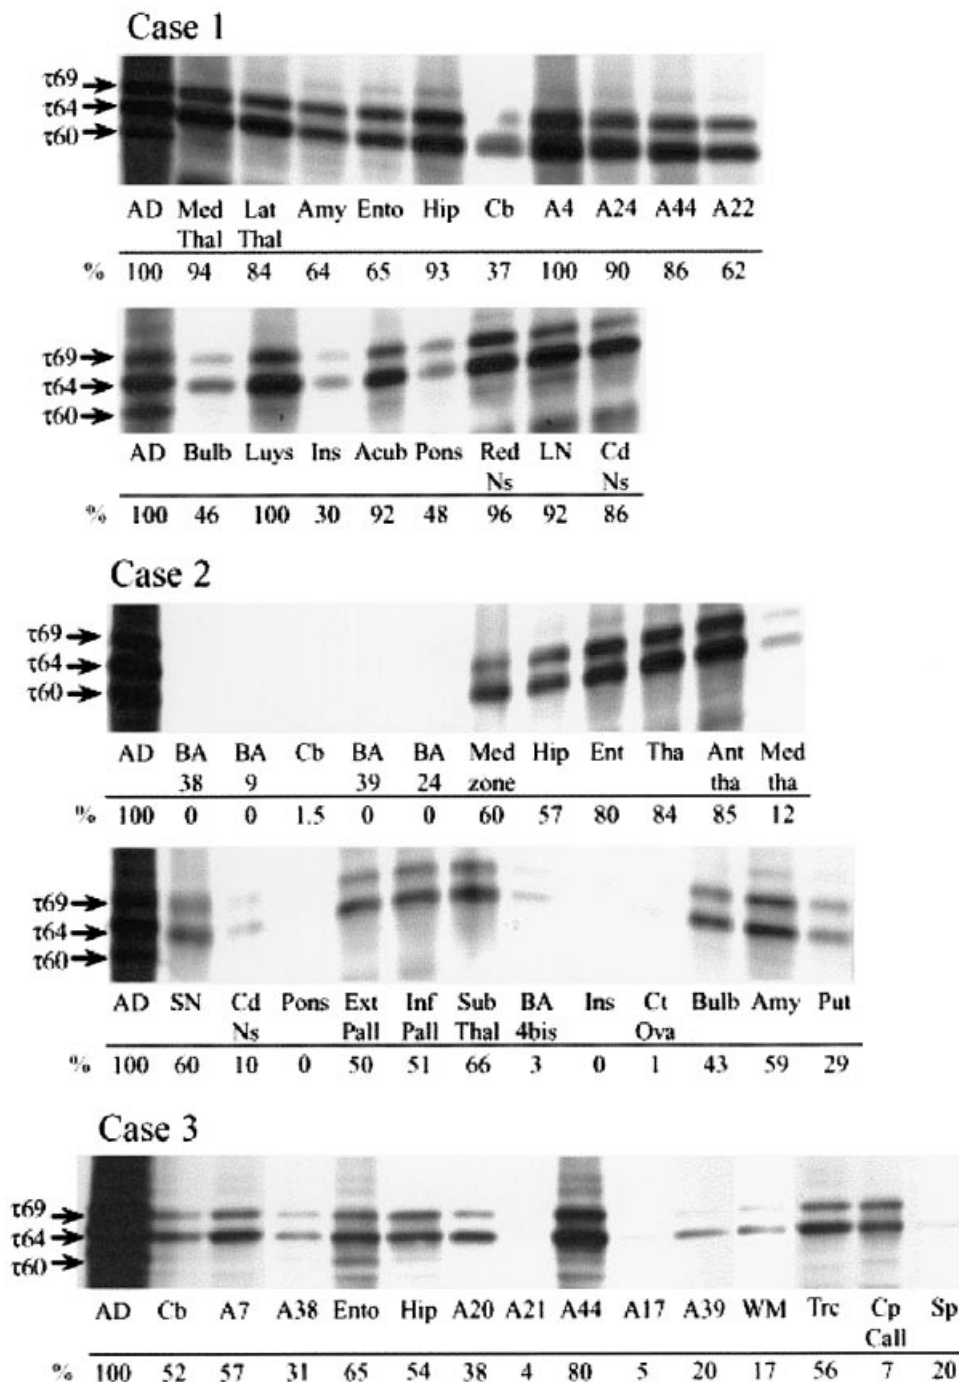 Case 1
τ69
τ64
τ60
AD Med Lat Amy Ento Hip Cb A4 A24 A44 A22
Thal Thal
% 100 94 84 64 65 93 37 100 90 86 62
τ69
τ64
τ60
AD Bulb Luys Ins Acub Pons Red LN Cd
Ns Ns
% 100 46 100 30 92 48 96 92 86
Case 2
τ69
τ64
τ60
AD BA BA Cb BA BA Med Hip Ent Tha Ant Med
38 9 39 24 zone tha tha
% 100 0 0 1.5 0 0 60 57 80 84 85 12
τ69
τ64
τ60
AD SN Cd Pons Ext Inf Sub BA Ins Ct Bulb Amy Put
Ns Pall Pall Thal 4bis Ova
% 100 60 10 0 50 51 66 3 0 1 43 59 29
Case 3
τ69
τ64
τ60
AD Cb A7 A38 Ento Hip A20 A21 A44 A17 A39 WM Trc Cp Sp
Call
% 100 52 57 31 65 54 38 4 80 5 20 17 56 7 20